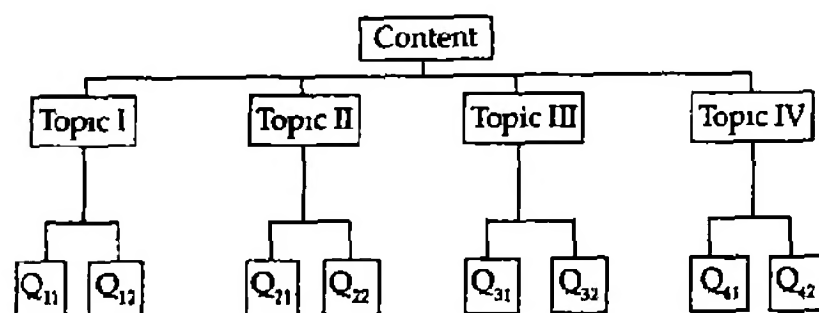 Content
Topic I Topic II Topic III Topic IV
Q₁₁ Q₁₂ Q₂₁ Q₂₂ Q₃₁ Q₃₂ Q₄₁ Q₄₂